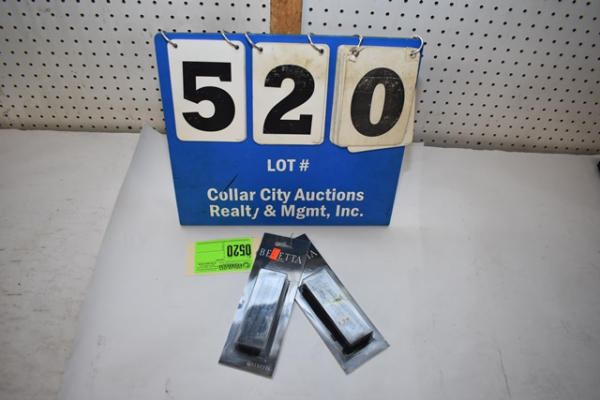 520
LOT #
Collar City Auctions
Realty & Mgmt, Inc.
0520
BERETTA